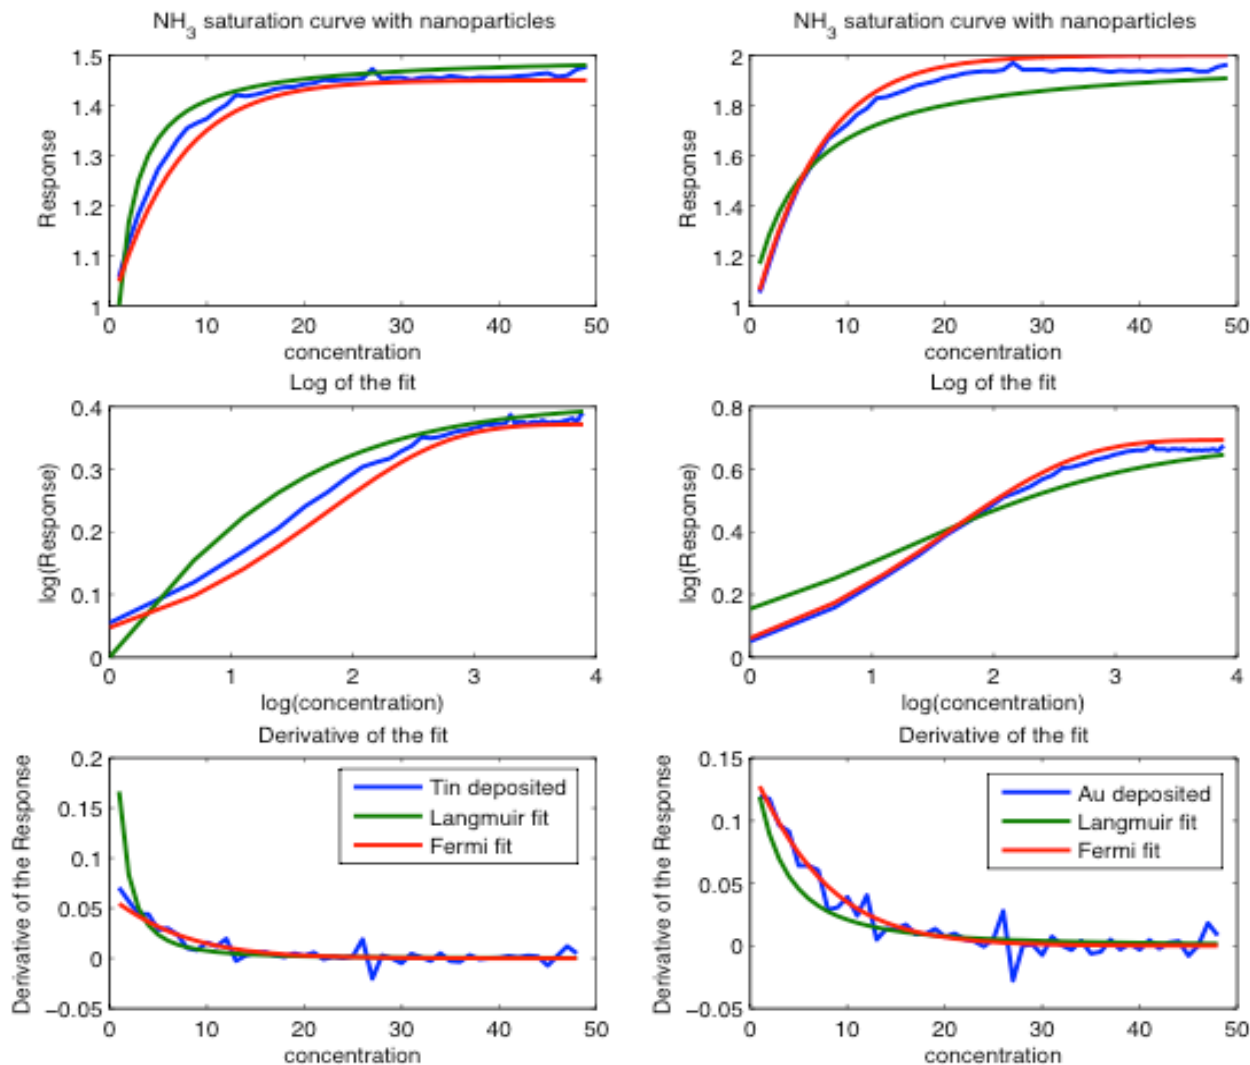 NH3 saturation curve with nanoparticles
Response
1.5
1.4
1.3
1.2
1.1
1
0 10 20 30 40 50
concentration
NH3 saturation curve with nanoparticles
Response
2
1.8
1.6
1.4
1.2
1
0 10 20 30 40 50
concentration
Log of the fit
log(Response)
0.4
0.3
0.2
0.1
0
0 1 2 3 4
log(concentration)
Log of the fit
log(Response)
0.8
0.6
0.4
0.2
0
0 1 2 3 4
log(concentration)
Derivative of the fit
Derivative of the Response
0.2
0.15
0.1
0.05
0
−0.05
Tin deposited
Langmuir fit
Fermi fit
0 10 20 30 40 50
concentration
Derivative of the fit
Derivative of the Response
0.15
0.1
0.05
0
−0.05
Au deposited
Langmuir fit
Fermi fit
0 10 20 30 40 50
concentration